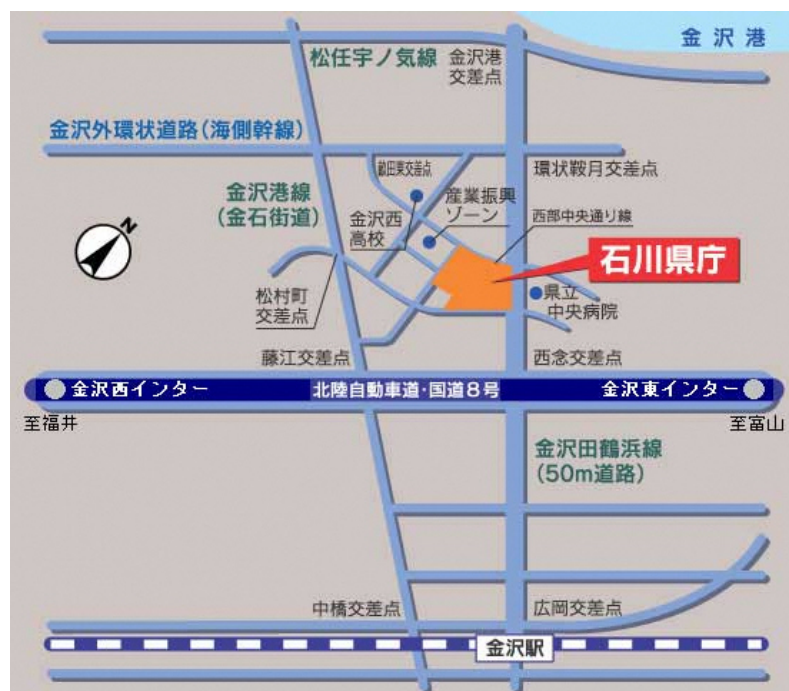 金沢港
松任宇ノ気線
金沢港
交差点
金沢外環状道路(海側幹線)
畝田東交差点
環状鞍月交差点
金沢港線
(金石街道)
産業振興
ゾーン
金沢西
高校
西部中央通り線
N
石川県庁
松村町
交差点
県立
中央病院
藤江交差点
西念交差点
金沢西インター
北陸自動車道・国道8号
金沢東インター
至福井
至富山
金沢田鶴浜線
(50m道路)
中橋交差点
広岡交差点
金沢駅